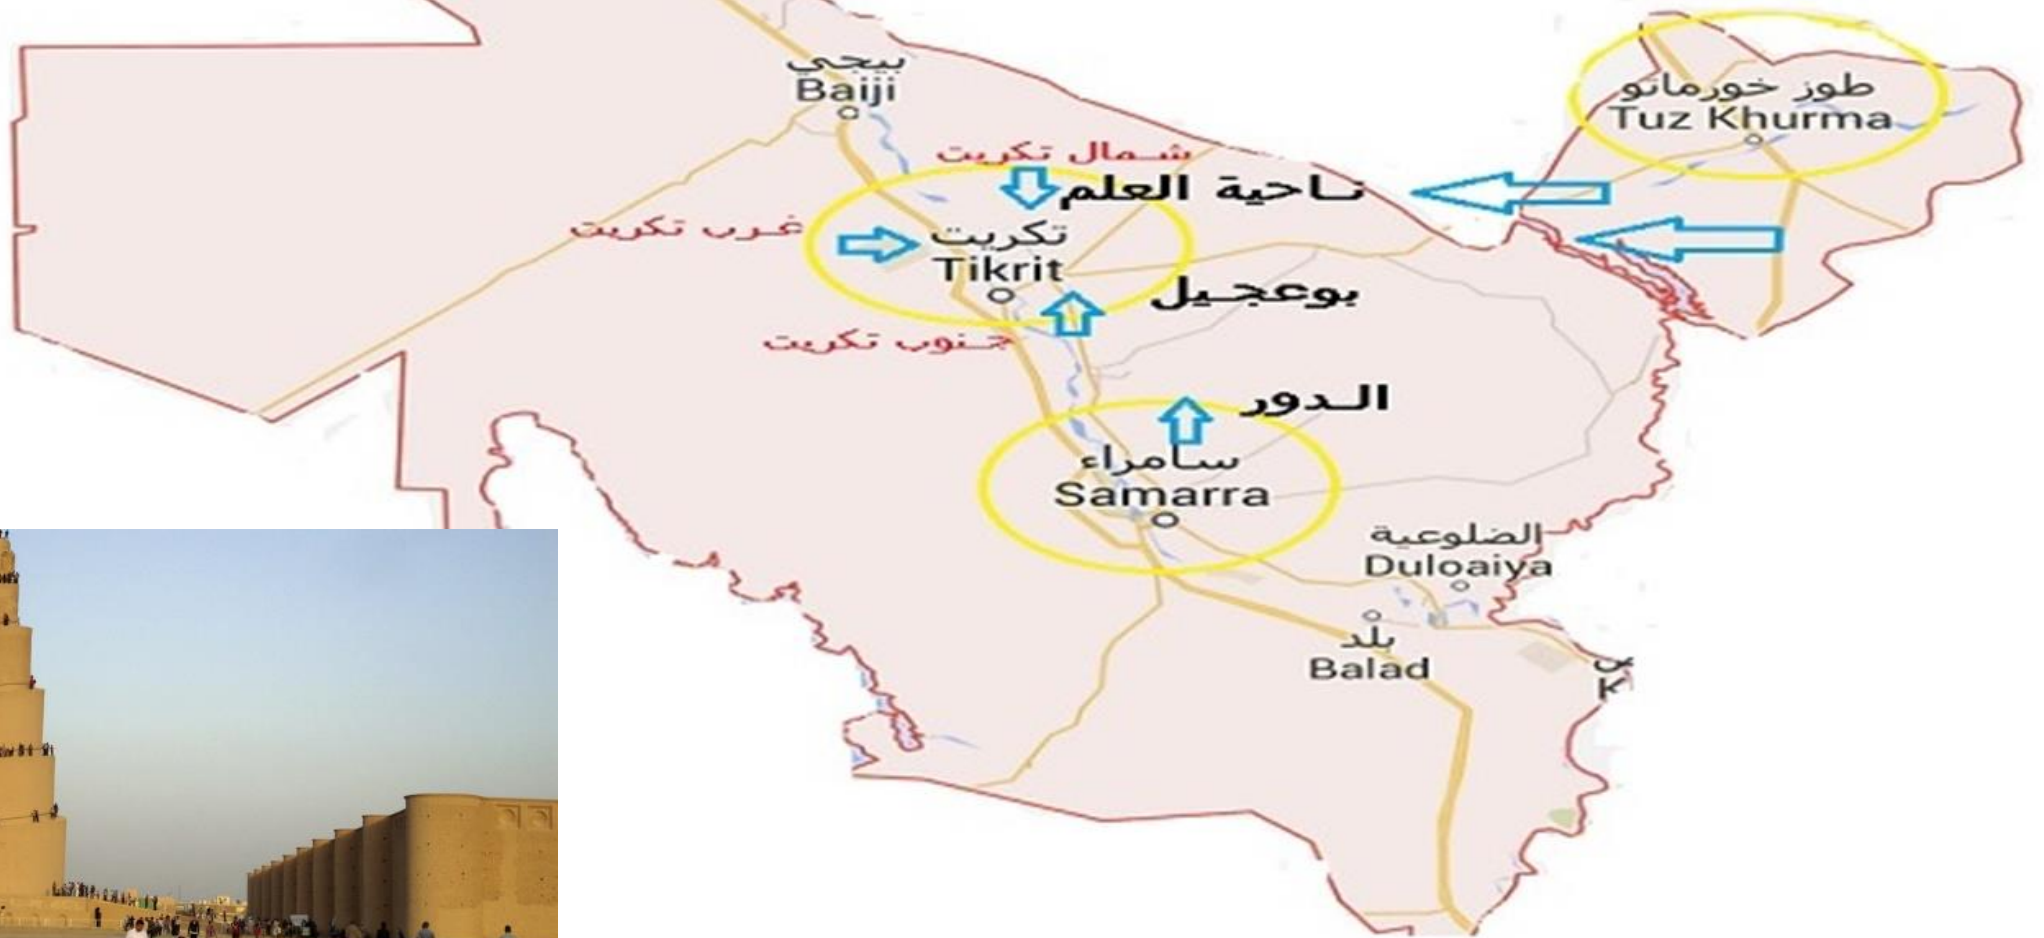 بيجي
Baiji
طوز خورماتو
Tuz Khurma
شمال تكريت
ناحية العلم
غرب تكريت
تكريت
Tikrit
بوعجيل
جنوب تكريت
الدور
سامراء
Samarra
الضلوعية
Duloaiya
بلد
Balad